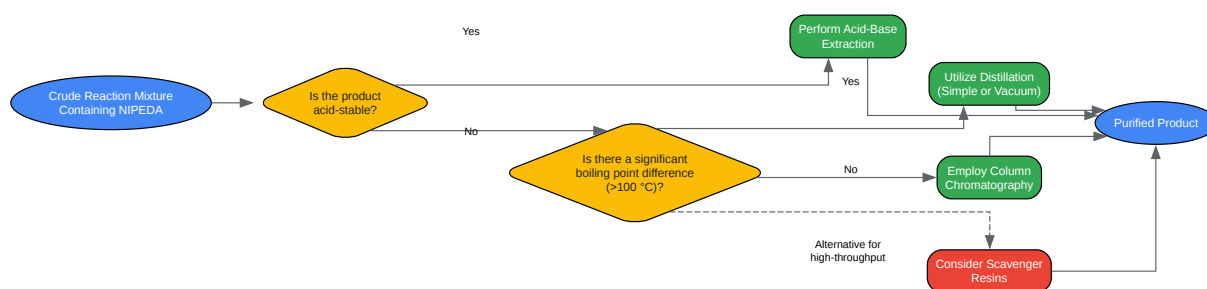 Yes
Perform Acid-Base
Extraction
Crude Reaction Mixture
Containing NIPEDA
Is the product
acid-stable?
Yes
Utilize Distillation
(Simple or Vacuum)
Purified Product
No
Is there a significant
boiling point difference
(>100 °C)?
No
Employ Column
Chromatography
Alternative for
high-throughput
Consider Scavenger
Resins